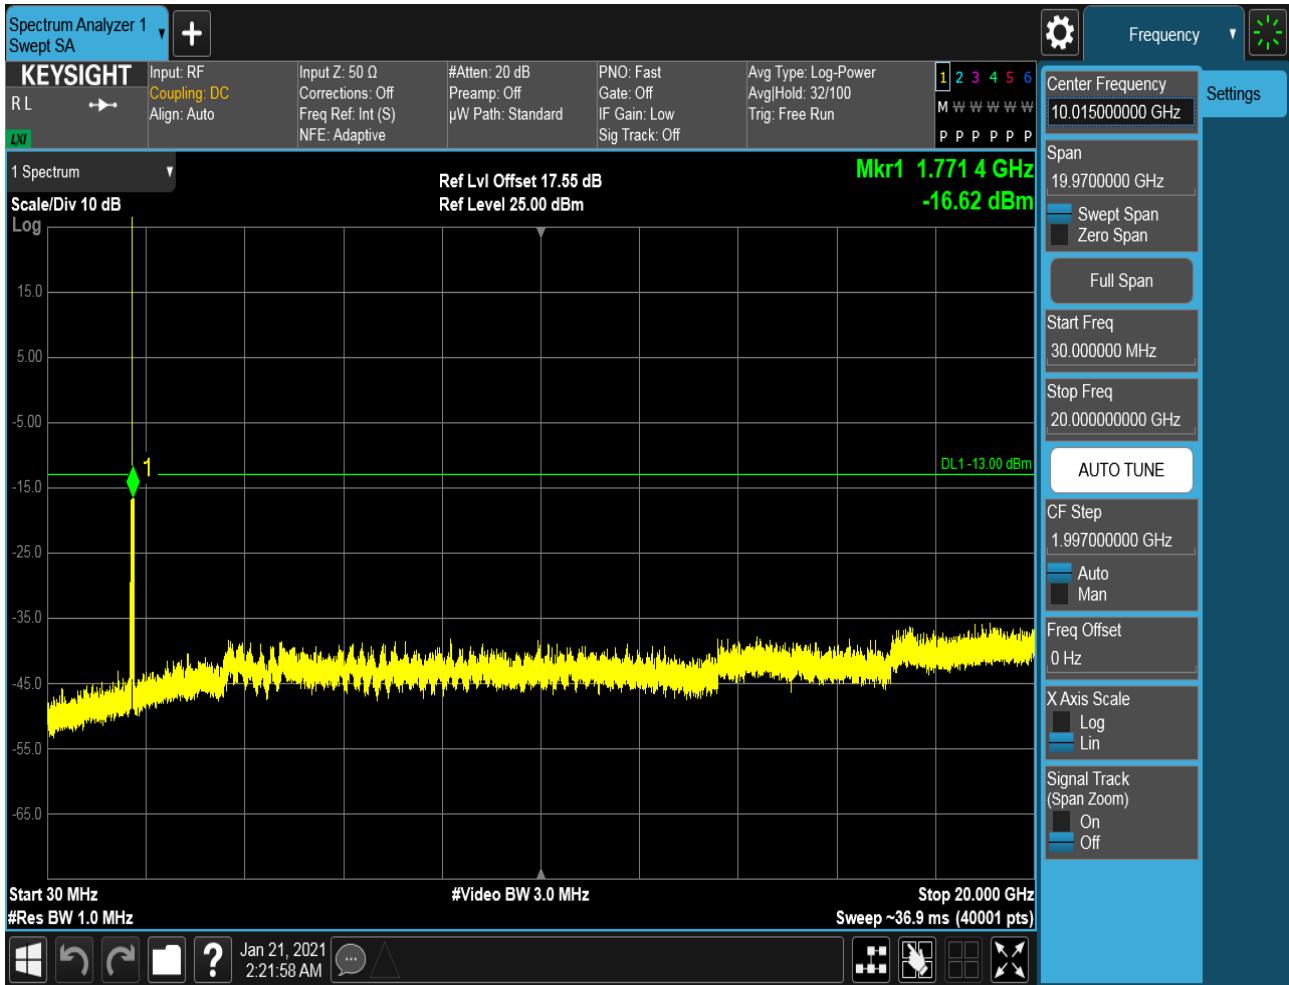 Spectrum Analyzer 1
Swept SA
Frequency
KEYSIGHT
R L
LXI
Input: RF
Coupling: DC
Align: Auto
Input Z: 50 Ω
Corrections: Off
Freq Ref: Int (S)
NFE: Adaptive
#Atten: 20 dB
Preamp: Off
µW Path: Standard
PNO: Fast
Gate: Off
IF Gain: Low
Sig Track: Off
Avg Type: Log-Power
Avg|Hold: 32/100
Trig: Free Run
1 2 3 4 5 6
M W W W W W
P P P P P P
1 Spectrum
Scale/Div 10 dB
Log
Ref Lvl Offset 17.55 dB
Ref Level 25.00 dBm
Mkr1 1.771 4 GHz
-16.62 dBm
15.0
5.00
-5.00
-15.0
-25.0
-35.0
-45.0
-55.0
-65.0
1
DL1 -13.00 dBm
Start 30 MHz
#Res BW 1.0 MHz
#Video BW 3.0 MHz
Stop 20.000 GHz
Sweep ~36.9 ms (40001 pts)
Center Frequency
10.015000000 GHz
Settings
Span
19.9700000 GHz
Swept Span
Zero Span
Full Span
Start Freq
30.000000 MHz
Stop Freq
20.000000000 GHz
AUTO TUNE
CF Step
1.997000000 GHz
Auto
Man
Freq Offset
0 Hz
X Axis Scale
Log
Lin
Signal Track
(Span Zoom)
On
Off
?
Jan 21, 2021
2:21:58 AM